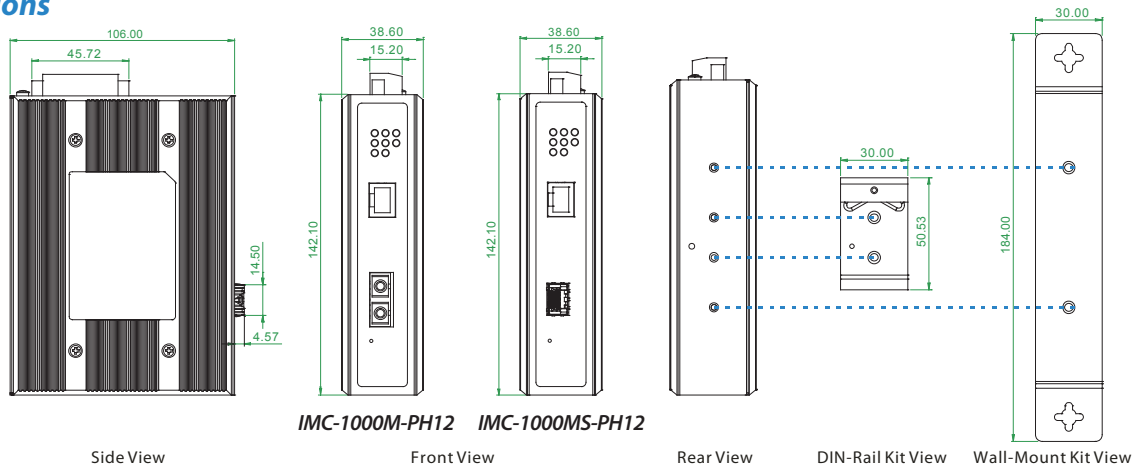 106.00
45.72
14.50
4.57
38.60
15.20
142.10
38.60
15.20
142.10
30.00
50.53
30.00
184.00
IMC-1000M-PH12
IMC-1000MS-PH12
Side View
Front View
Rear View
DIN-Rail Kit View
Wall-Mount Kit View